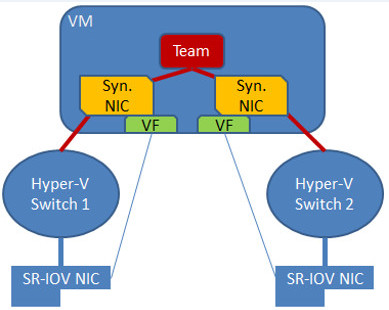 VM
Team
Syn.
NIC
Syn.
NIC
VF
VF
Hyper-V
Switch 1
Hyper-V
Switch 2
SR-IOV NIC
SR-IOV NIC